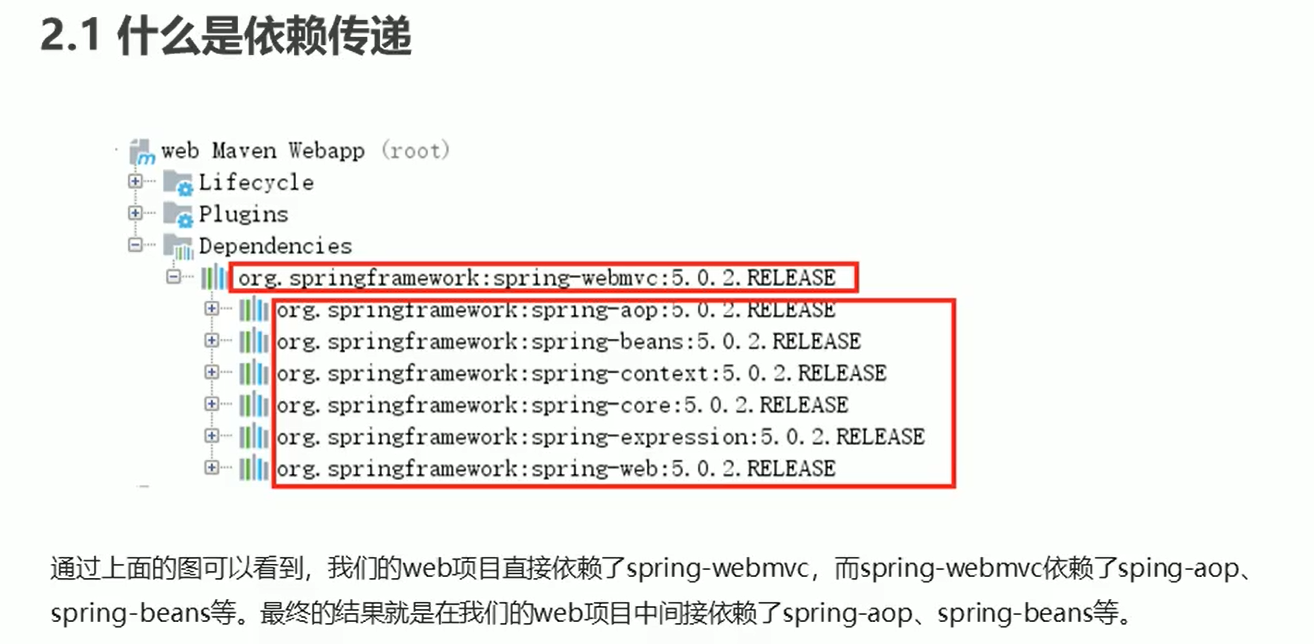 2.1 什么是依赖传递
web Maven Webapp (root)
Lifecycle
Plugins
Dependencies
org.springframework:spring-webmvc:5.0.2.RELEASE
org.springframework:spring-aop:5.0.2.RELEASE
org.springframework:spring-beans:5.0.2.RELEASE
org.springframework:spring-context:5.0.2.RELEASE
org.springframework:spring-core:5.0.2.RELEASE
org.springframework:spring-expression:5.0.2.RELEASE
org.springframework:spring-web:5.0.2.RELEASE
通过上面的图可以看到，我们的web项目直接依赖了spring-webmvc，而spring-webmvc依赖了sping-aop、
spring-beans等。最终的结果就是在我们的web项目中间接依赖了spring-aop、spring-beans等。